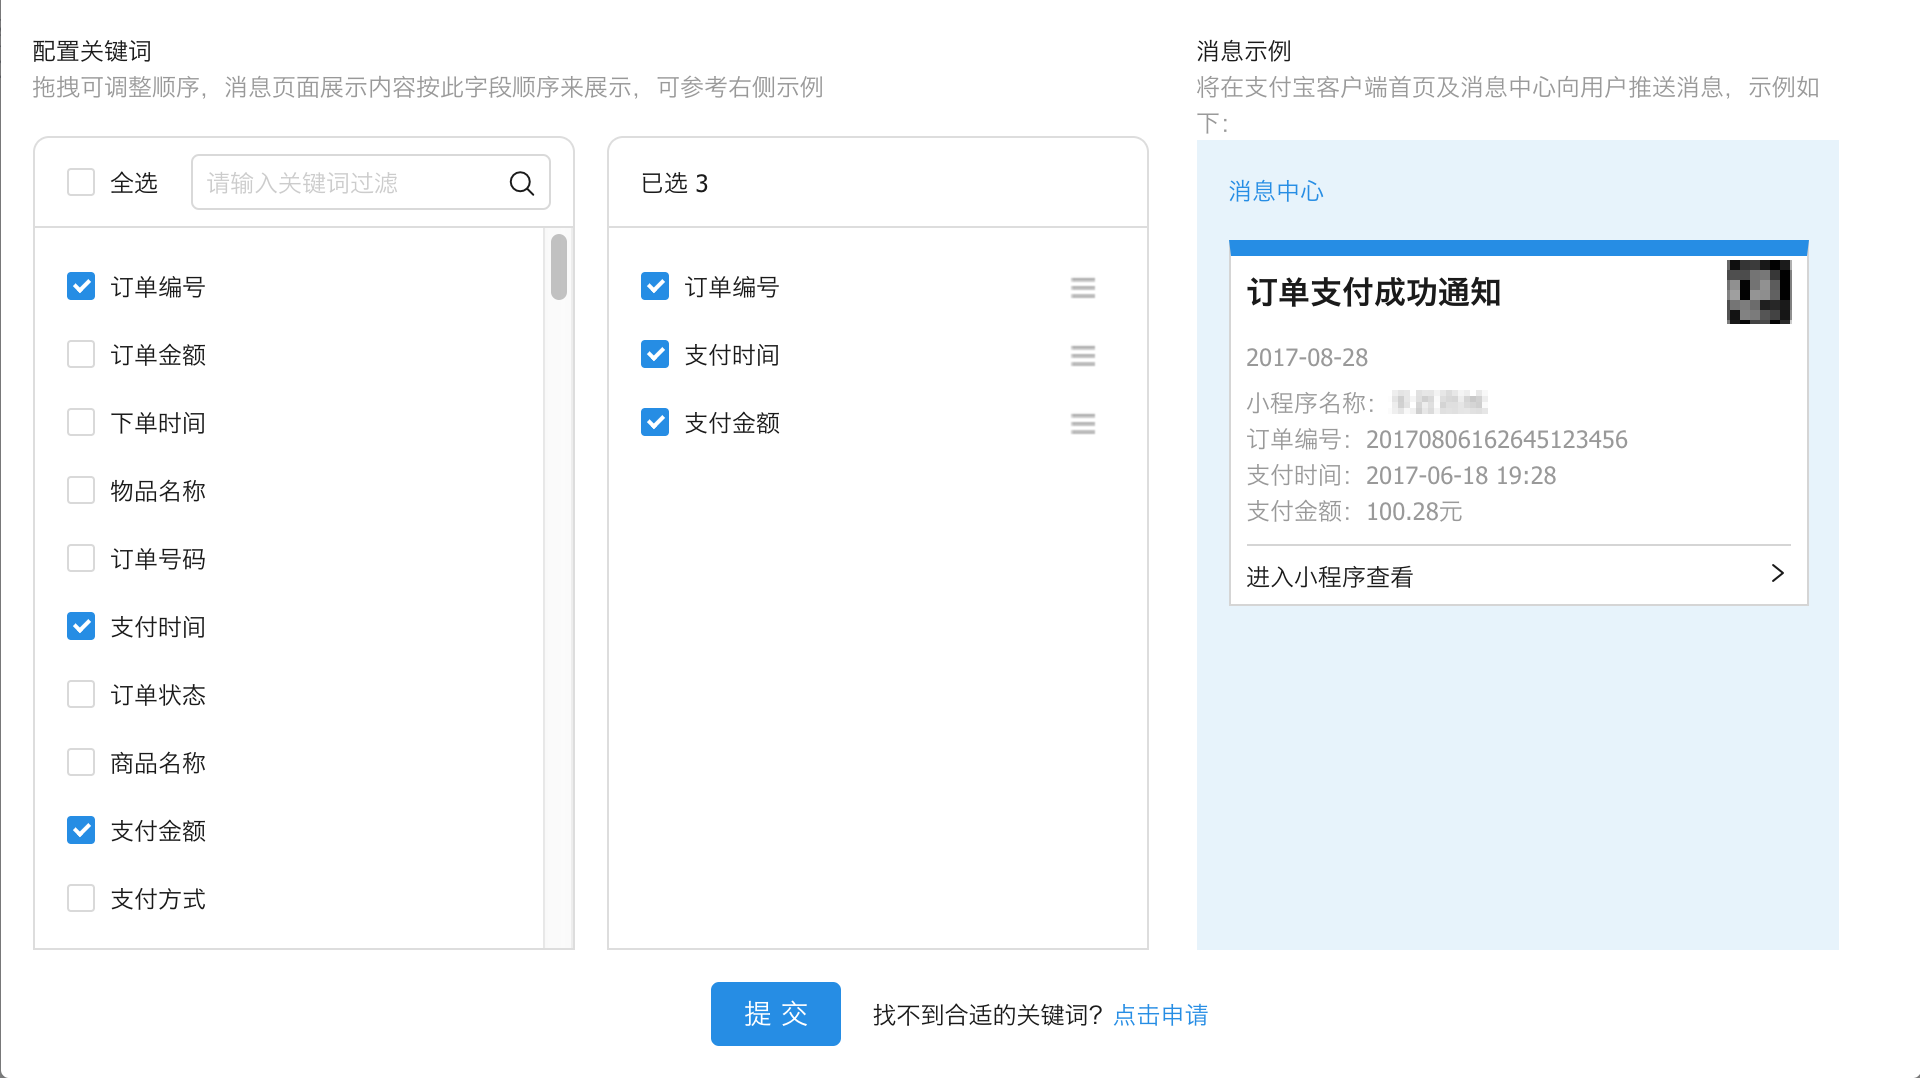 配置关键词
拖拽可调整顺序，消息页面展示内容按此字段顺序来展示，可参考右侧示例
全选
请输入关键词过滤
订单编号
订单金额
下单时间
物品名称
订单号码
支付时间
订单状态
商品名称
支付金额
支付方式
已选 3
订单编号
支付时间
支付金额
消息示例
将在支付宝客户端首页及消息中心向用户推送消息，示例如
下：
消息中心
订单支付成功通知
2017-08-28
小程序名称：
订单编号：20170806162645123456
支付时间：2017-06-18 19:28
支付金额：100.28元
进入小程序查看
提 交
找不到合适的关键词？点击申请